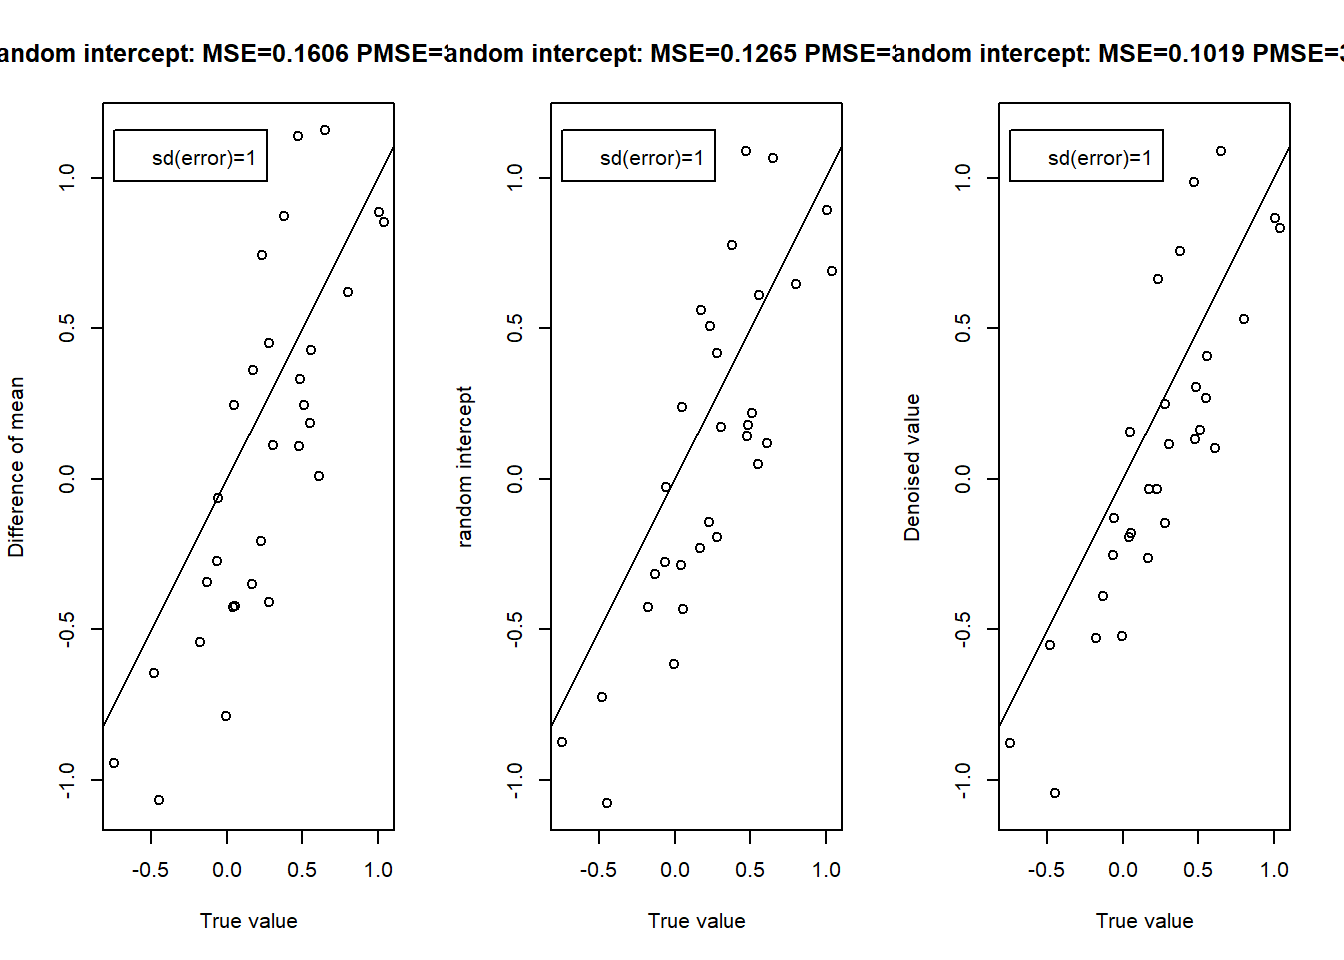 andom intercept: MSE=0.1606 PMSE=
andom intercept: MSE=0.1265 PMSE=
andom intercept: MSE=0.1019 PMSE=3
sd(error)=1
Difference of mean
1.0
0.5
0.0
-0.5
-1.0
-0.5 0.0 0.5 1.0
True value
sd(error)=1
random intercept
1.0
0.5
0.0
-0.5
-1.0
-0.5 0.0 0.5 1.0
True value
sd(error)=1
Denoised value
1.0
0.5
0.0
-0.5
-1.0
-0.5 0.0 0.5 1.0
True value